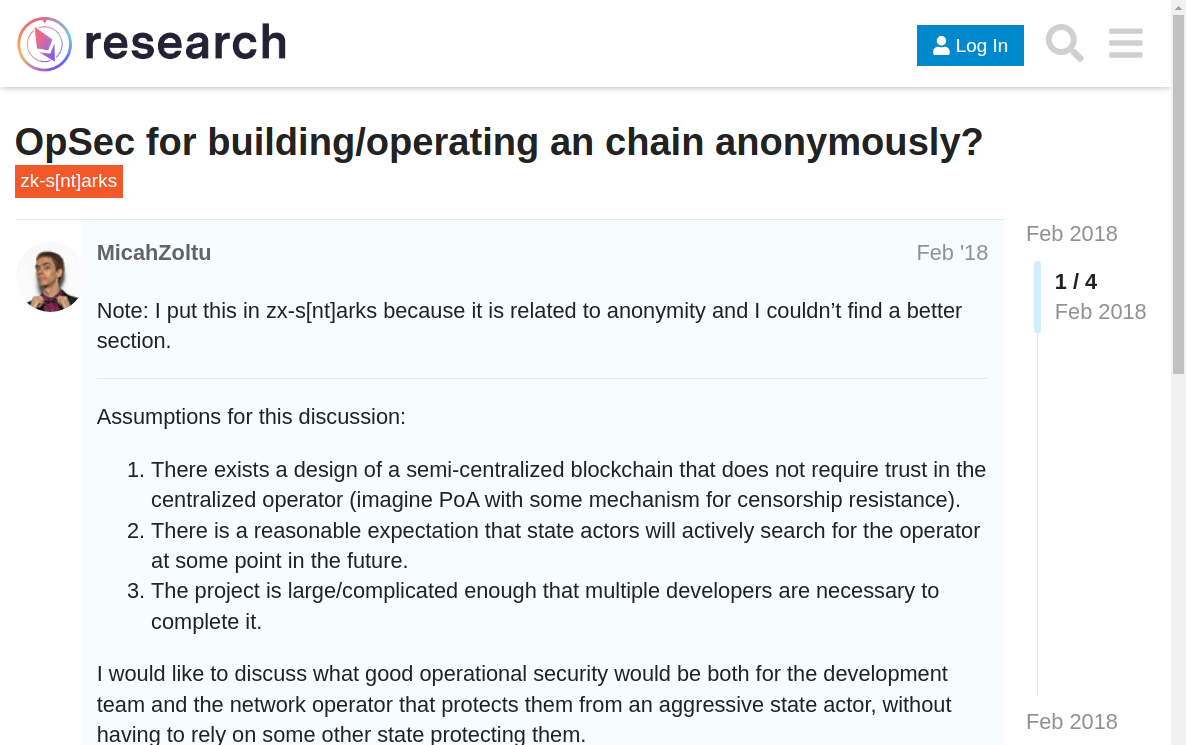 research
Log In
OpSec for building/operating an chain anonymously?
zk-s[nt]arks
MicahZoltu
Feb '18
Note: I put this in zx-s[nt]arks because it is related to anonymity and I couldn’t find a better
section.
Assumptions for this discussion:
1. There exists a design of a semi-centralized blockchain that does not require trust in the
centralized operator (imagine PoA with some mechanism for censorship resistance).
2. There is a reasonable expectation that state actors will actively search for the operator
at some point in the future.
3. The project is large/complicated enough that multiple developers are necessary to
complete it.
I would like to discuss what good operational security would be both for the development
team and the network operator that protects them from an aggressive state actor, without
having to rely on some other state protecting them.
Feb 2018
1 / 4
Feb 2018
Feb 2018